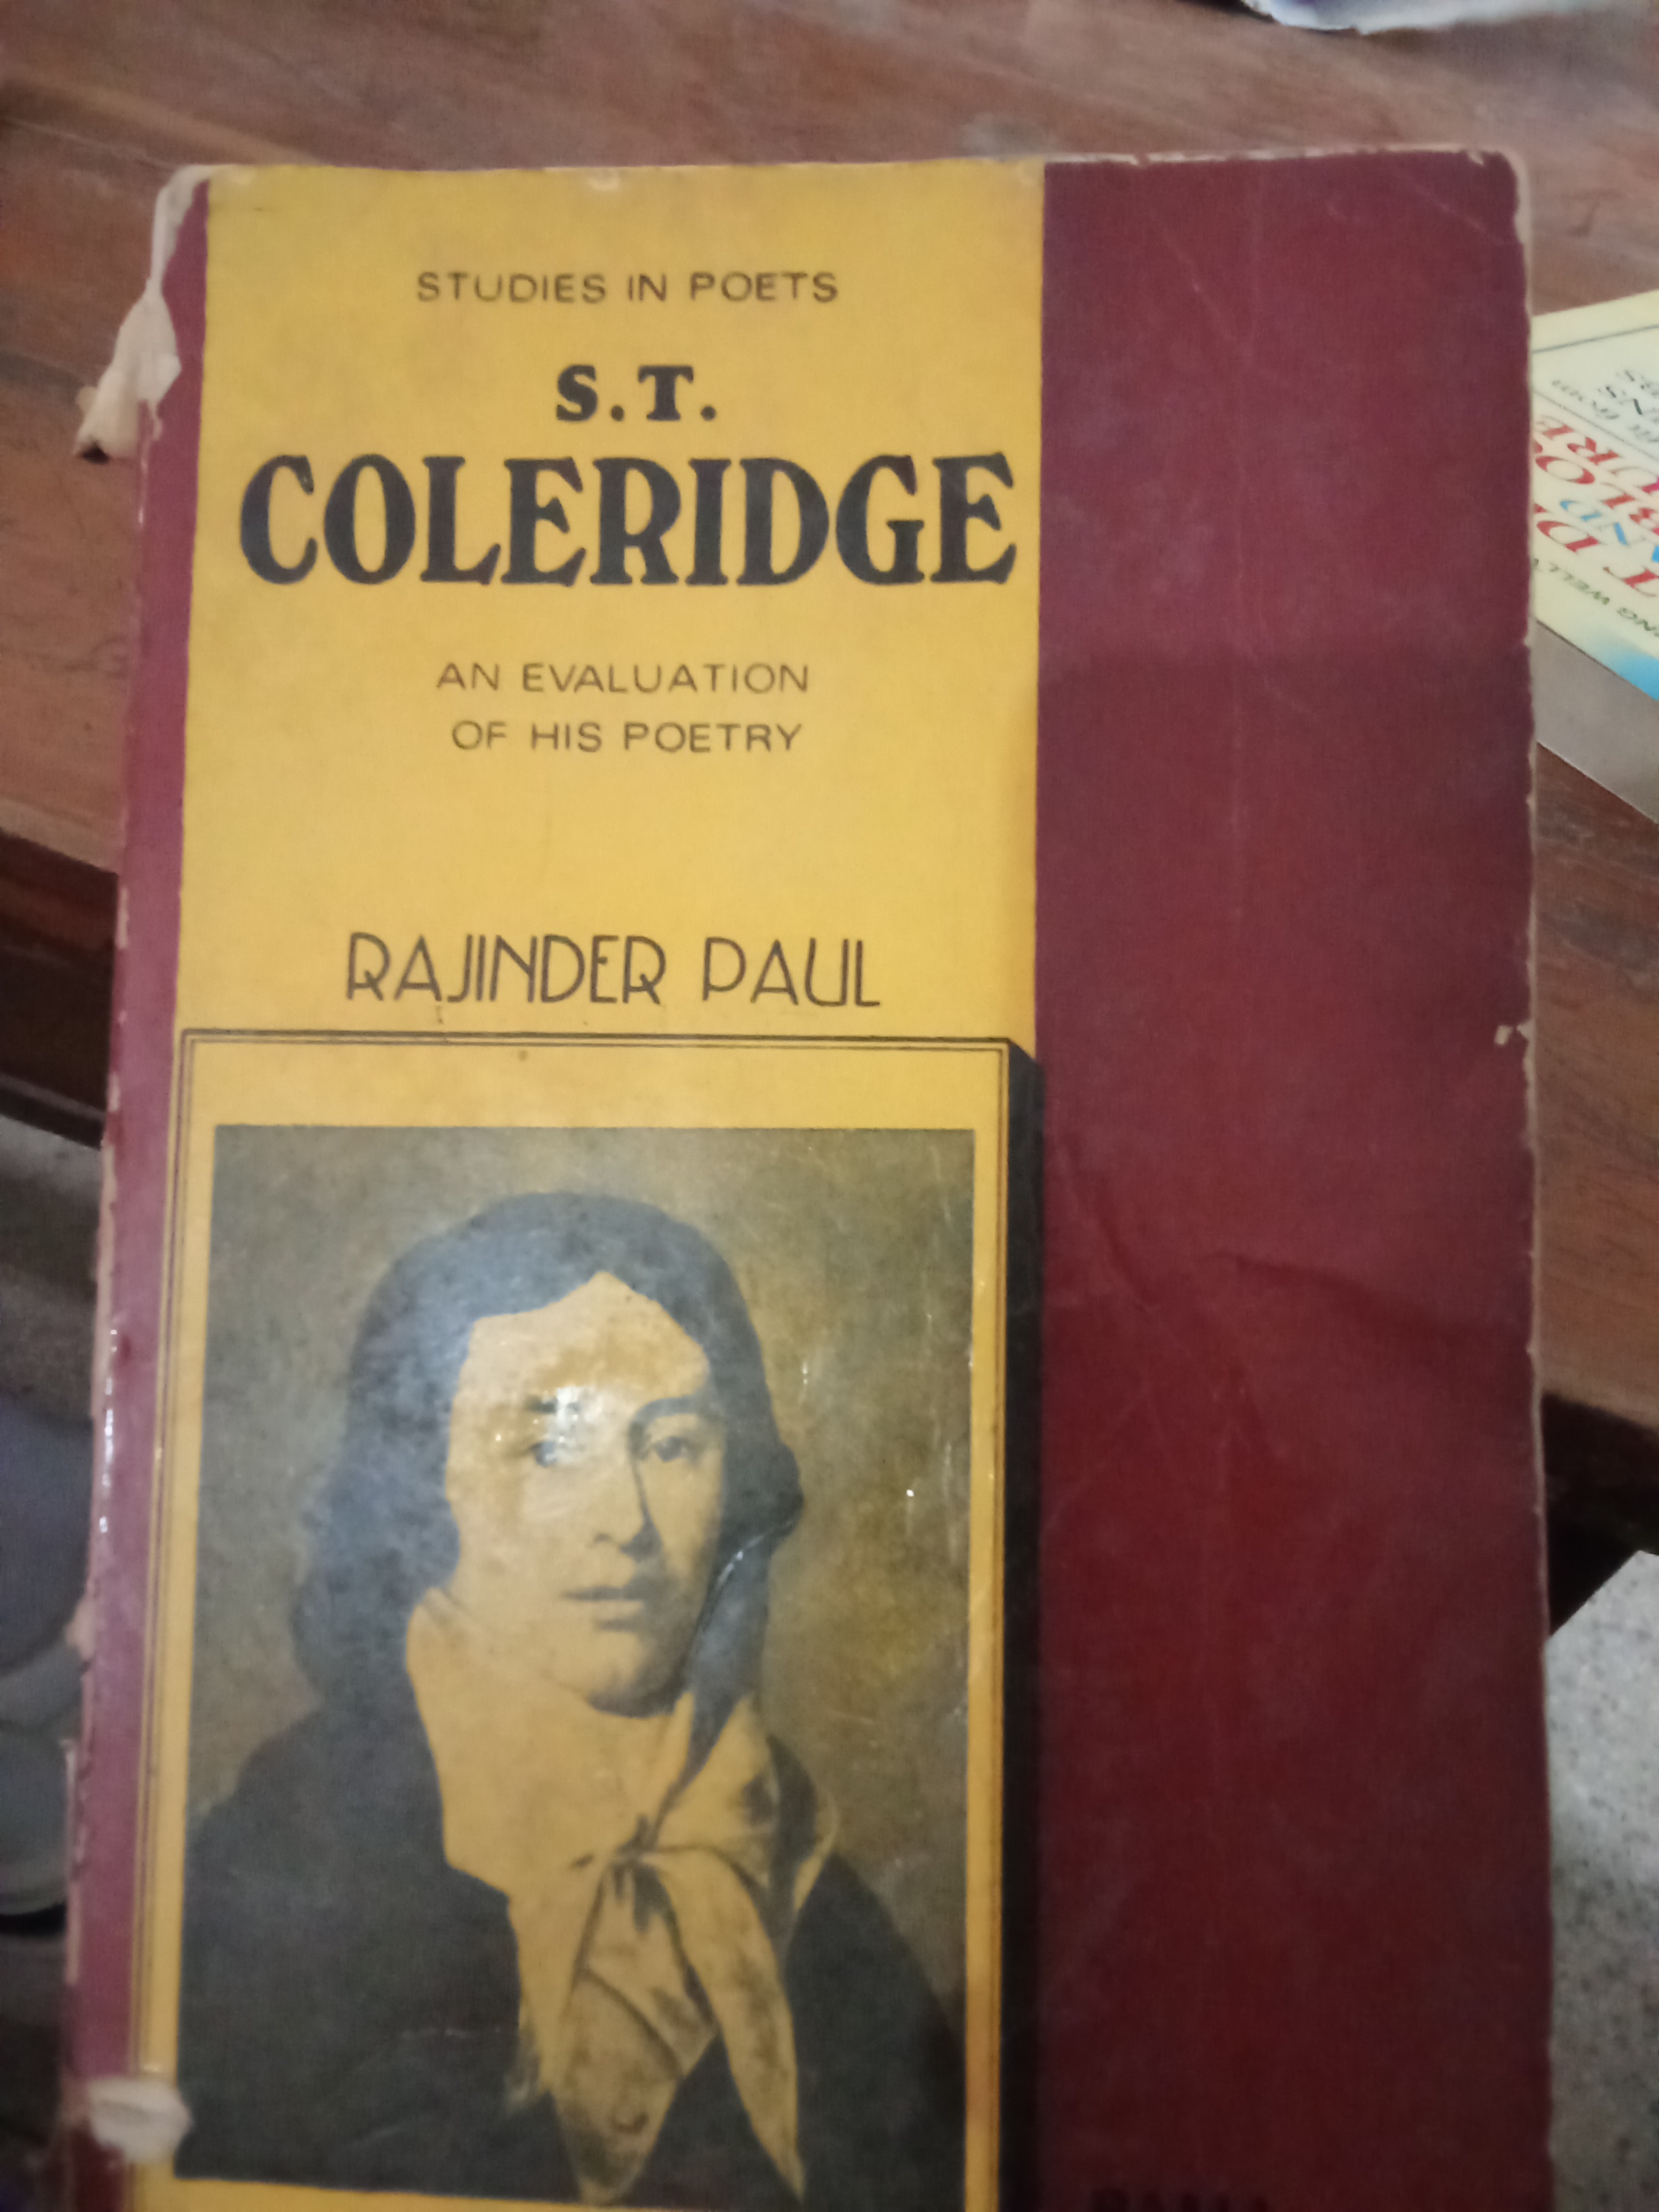 STUDIES IN POETS
S.T.
COLERIDGE
AN EVALUATION
OF HIS POETRY
RAJINDER PAUL